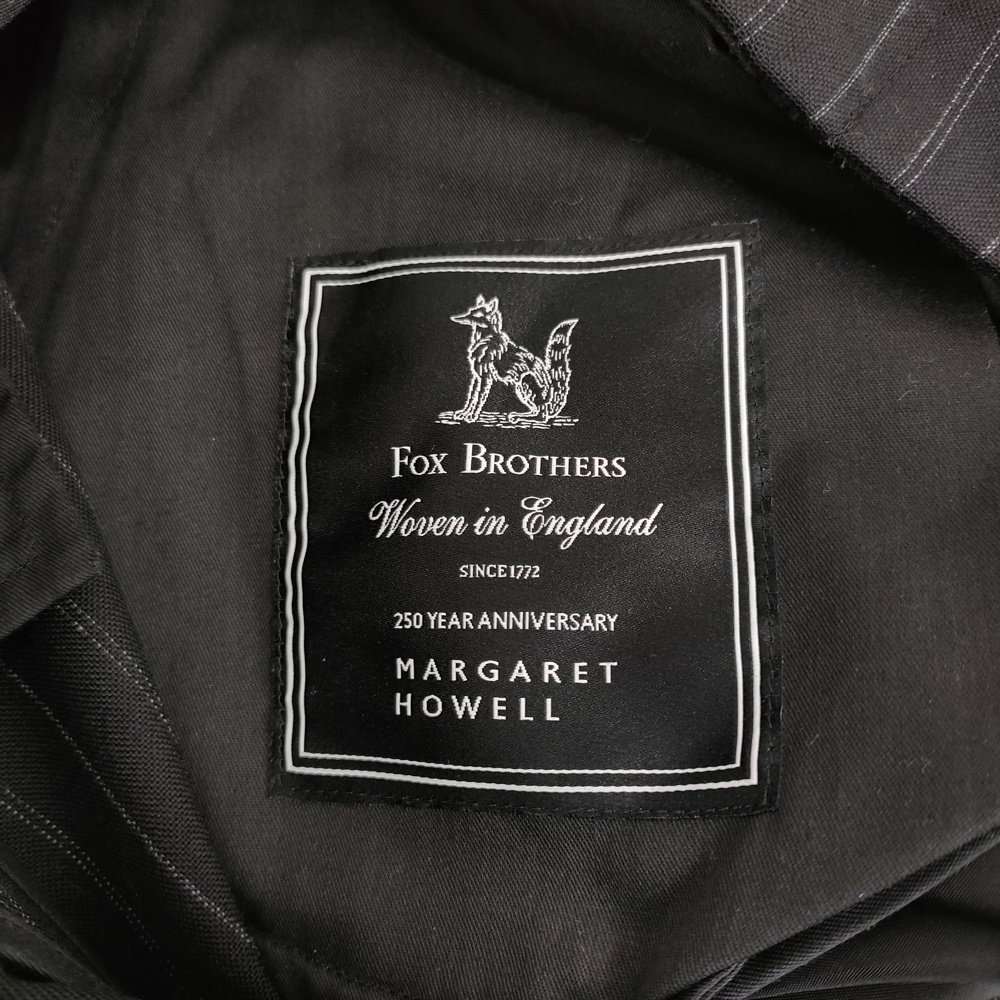 FOX BROTHERS
Woven in England
SINCE 1772
250 YEAR ANNIVERSARY
MARGARET
HOWELL